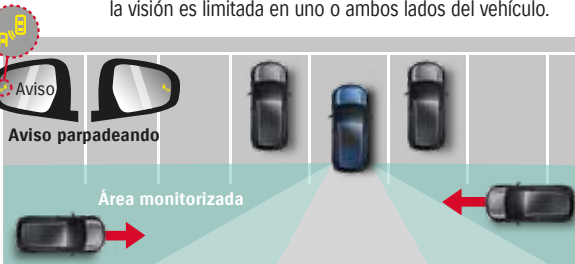 la visión es limitada en uno o ambos lados del vehículo.
Aviso
Aviso parpadeando
Área monitorizada